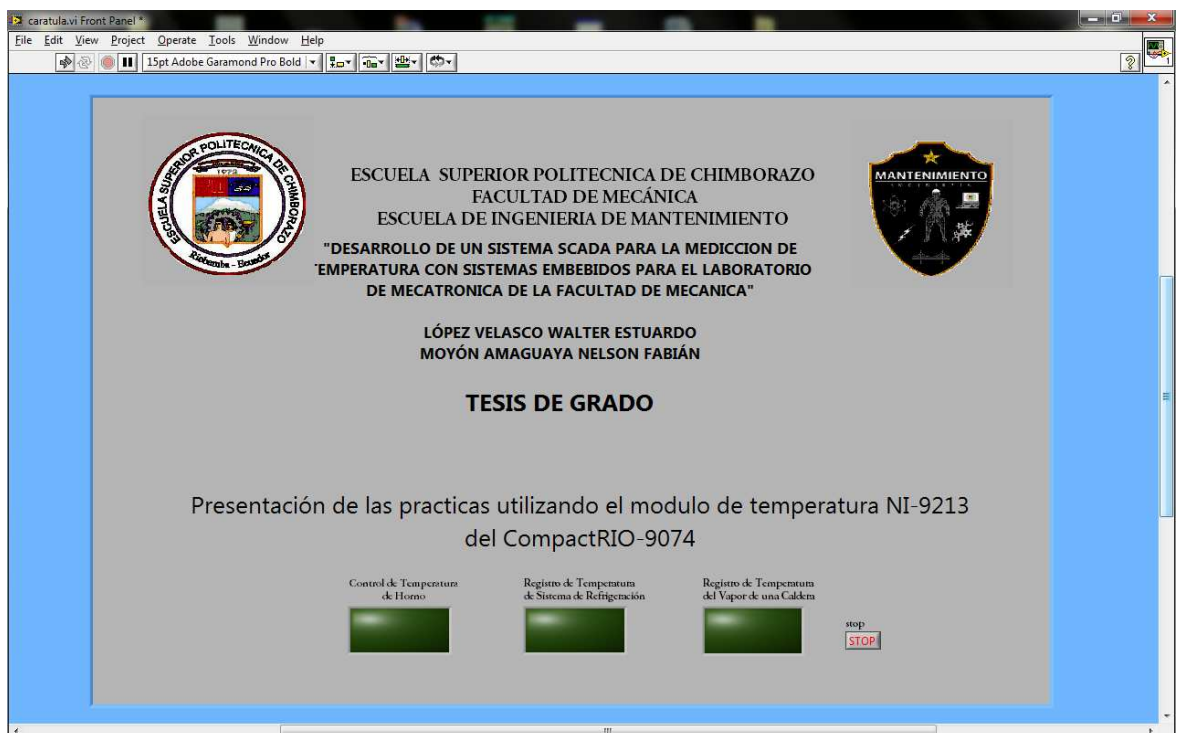 caratula.vi Front Panel *
File Edit View Project Operate Tools Window Help
15pt Adobe Garamond Pro Bold
1
ESCUELA SUPERIOR POLITECNICA DE CHIMBORAZO
1972
Riobamba - Ecuador
MANTENIMIENTO
INGENIERIA
ESCUELA SUPERIOR POLITECNICA DE CHIMBORAZO
FACULTAD DE MECÁNICA
ESCUELA DE INGENIERIA DE MANTENIMIENTO
"DESARROLLO DE UN SISTEMA SCADA PARA LA MEDICCION DE
EMPERATURA CON SISTEMAS EMBEBIDOS PARA EL LABORATORIO
DE MECATRONICA DE LA FACULTAD DE MECANICA"
LÓPEZ VELASCO WALTER ESTUARDO
MOYÓN AMAGUAYA NELSON FABIÁN
TESIS DE GRADO
Presentación de las practicas utilizando el modulo de temperatura NI-9213
del CompactRIO-9074
Control de Temperatura
de Horno
Registro de Temperatura
de Sistema de Refrigeración
Registro de Temperatura
del Vapor de una Caldera
stop
STOP